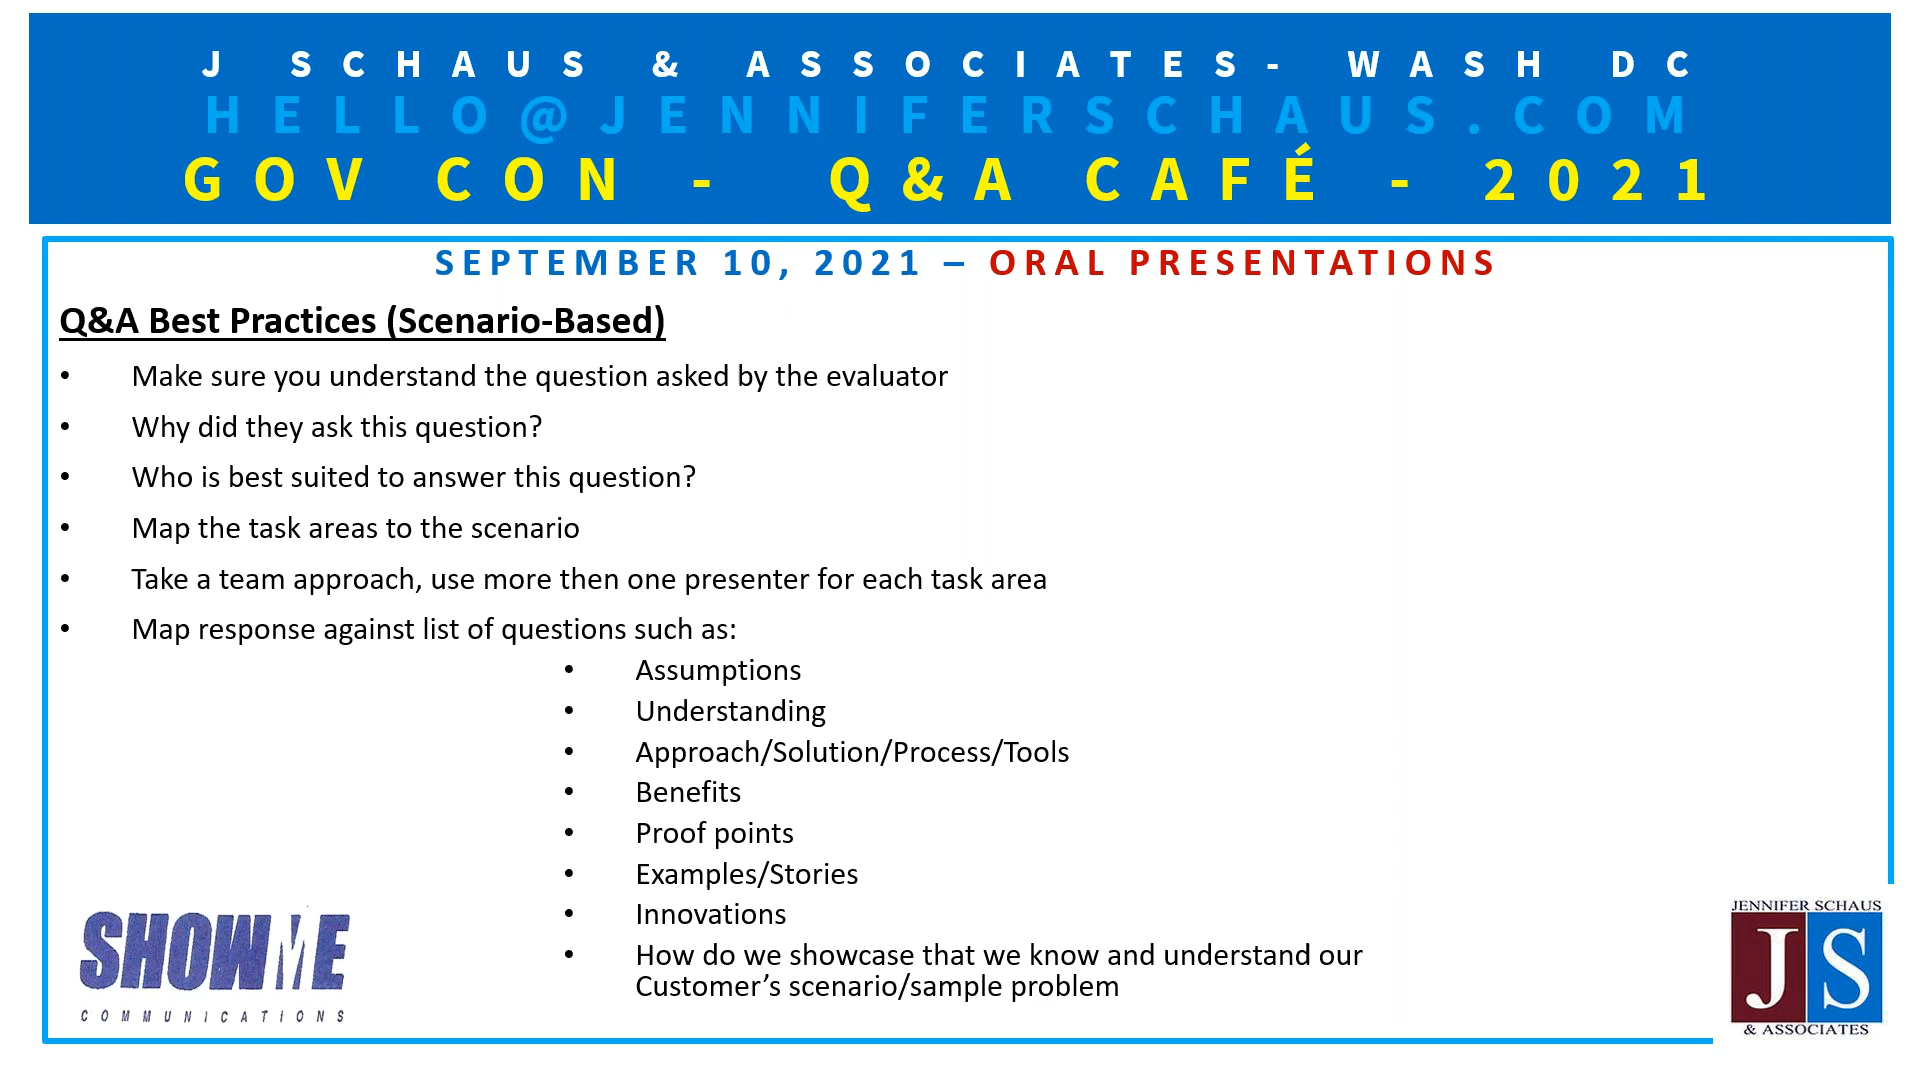 J SCHAUS & ASSOCIATES- WASH DC
HELLO@JENNIFERSCHAUS.COM
GOV CON - Q&A CAFÉ - 2021
SEPTEMBER 10, 2021 – ORAL PRESENTATIONS
Q&A Best Practices (Scenario-Based)
• Make sure you understand the question asked by the evaluator
• Why did they ask this question?
• Who is best suited to answer this question?
• Map the task areas to the scenario
• Take a team approach, use more then one presenter for each task area
• Map response against list of questions such as:
• Assumptions
• Understanding
• Approach/Solution/Process/Tools
• Benefits
• Proof points
• Examples/Stories
• Innovations
• How do we showcase that we know and understand our
Customer’s scenario/sample problem
SHOWME
COMMUNICATIONS
JENNIFER SCHAUS
JS
& ASSOCIATES